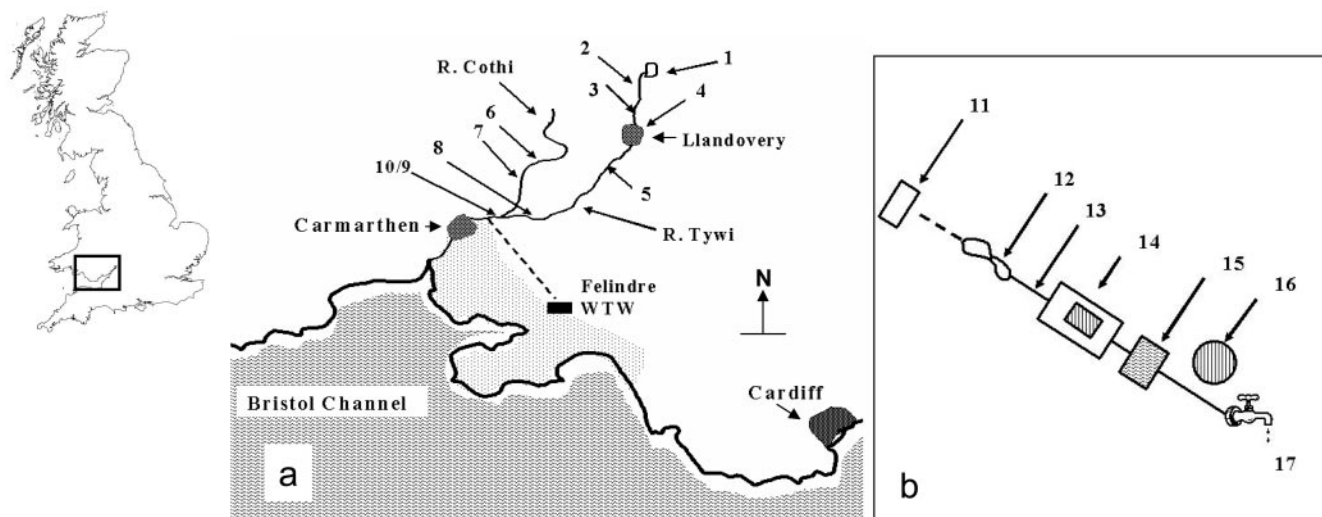 2
1
R. Cothi
3
4
6
7
Llandovery
8
10/9
5
Carmarthen
R. Tywi
N
Felindre
WTW
Cardiff
Bristol Channel
a
11
12
13
14
15
16
17
b